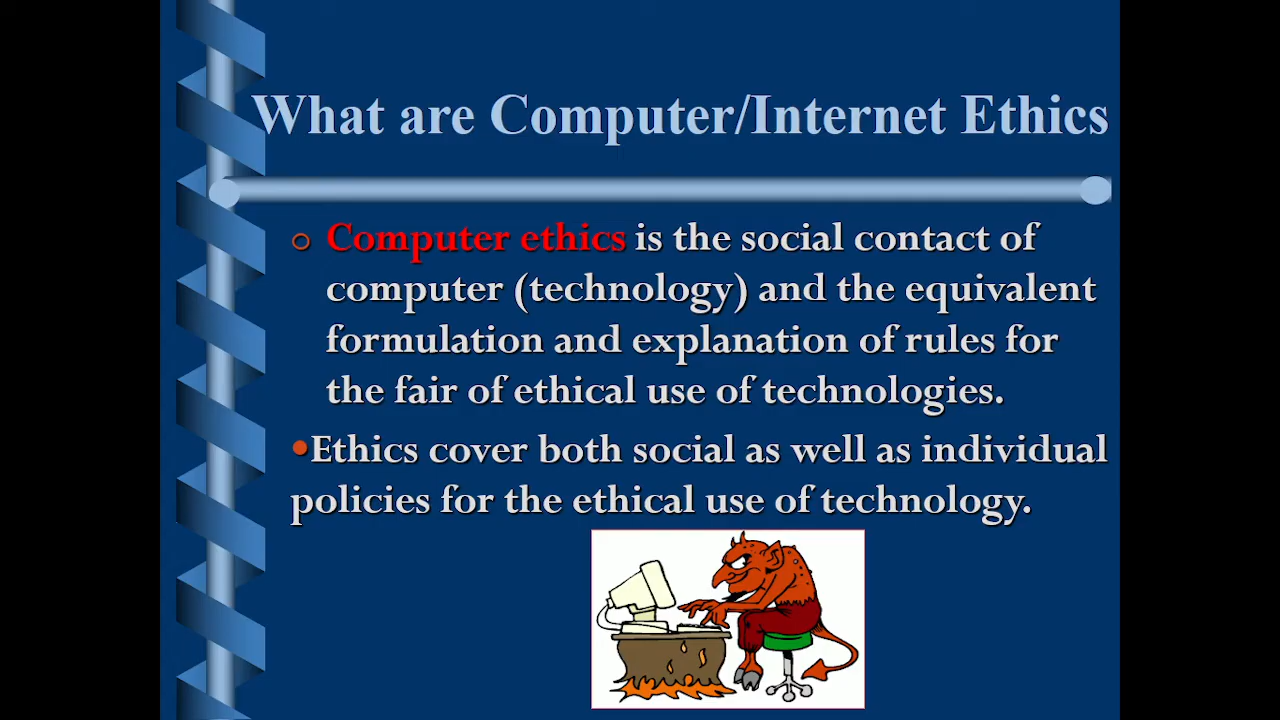 What are Computer/Internet Ethics
Computer ethics is the social contact of
computer (technology) and the equivalent
formulation and explanation of rules for
the fair of ethical use of technologies.
•Ethics cover both social as well as individual
policies for the ethical use of technology.